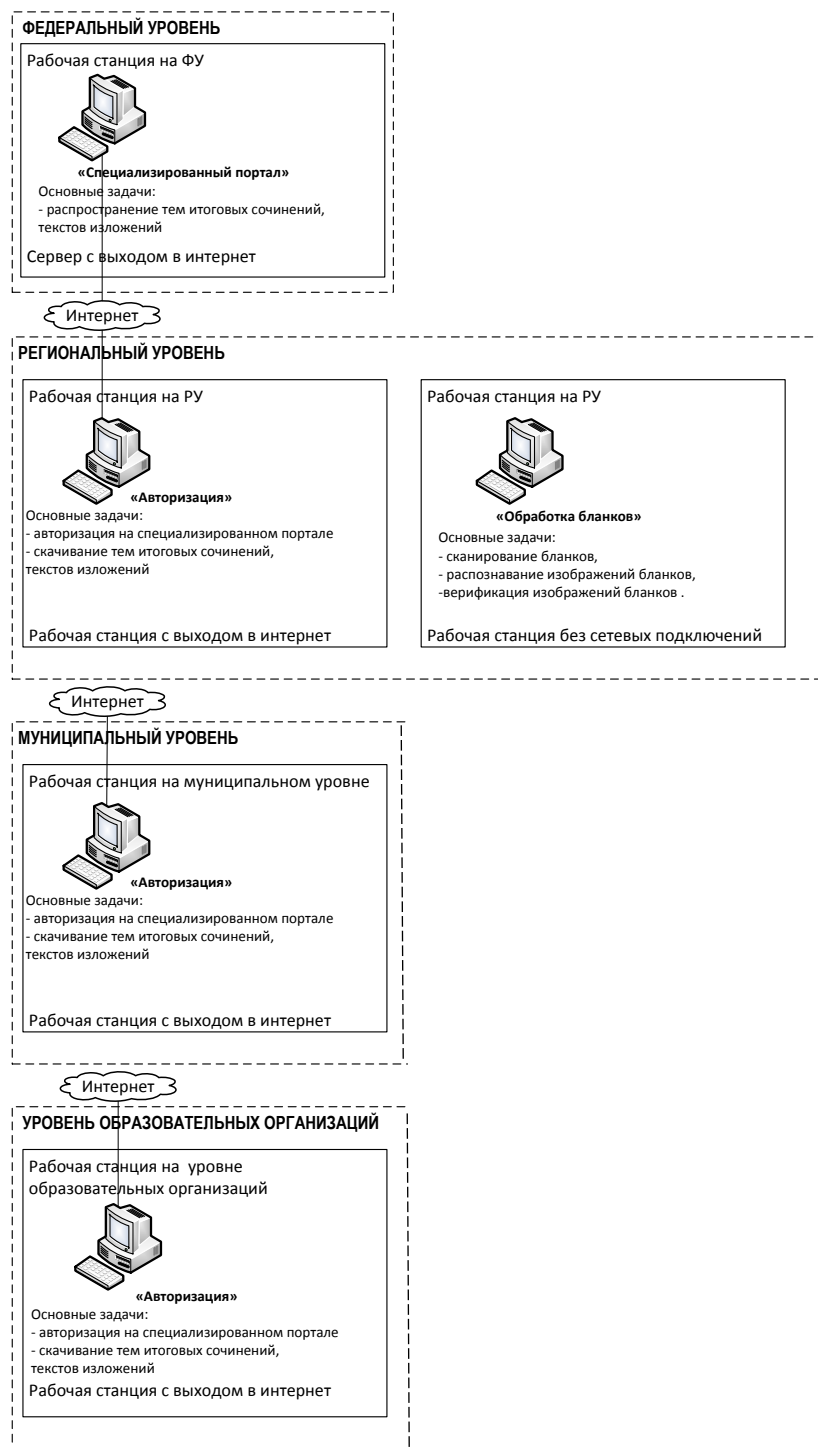 ФЕДЕРАЛЬНЫЙ УРОВЕНЬ
Рабочая станция на ФУ
«Специализированный портал»
Основные задачи:
- распространение тем итоговых сочинений,
текстов изложений
Сервер с выходом в интернет
Интернет
РЕГИОНАЛЬНЫЙ УРОВЕНЬ
Рабочая станция на РУ
«Авторизация»
Основные задачи:
- авторизация на специализированном портале
- скачивание тем итоговых сочинений,
текстов изложений
Рабочая станция с выходом в интернет
Рабочая станция на РУ
«Обработка бланков»
Основные задачи:
- сканирование бланков,
- распознавание изображений бланков,
-верификация изображений бланков .
Рабочая станция без сетевых подключений
Интернет
МУНИЦИПАЛЬНЫЙ УРОВЕНЬ
Рабочая станция на муниципальном уровне
«Авторизация»
Основные задачи:
- авторизация на специализированном портале
- скачивание тем итоговых сочинений,
текстов изложений
Рабочая станция с выходом в интернет
Интернет
УРОВЕНЬ ОБРАЗОВАТЕЛЬНЫХ ОРГАНИЗАЦИЙ
Рабочая станция на уровне
образовательных организаций
«Авторизация»
Основные задачи:
- авторизация на специализированном портале
- скачивание тем итоговых сочинений,
текстов изложений
Рабочая станция с выходом в интернет